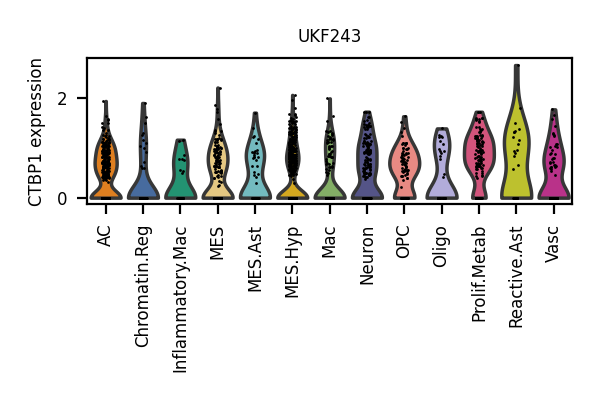 UKF243
CTBP1 expression
2
0
AC
Chromatin.Reg
Inflammatory.Mac
MES
MES.Ast
MES.Hyp
Mac
Neuron
OPC
Oligo
Prolif.Metab
Reactive.Ast
Vasc